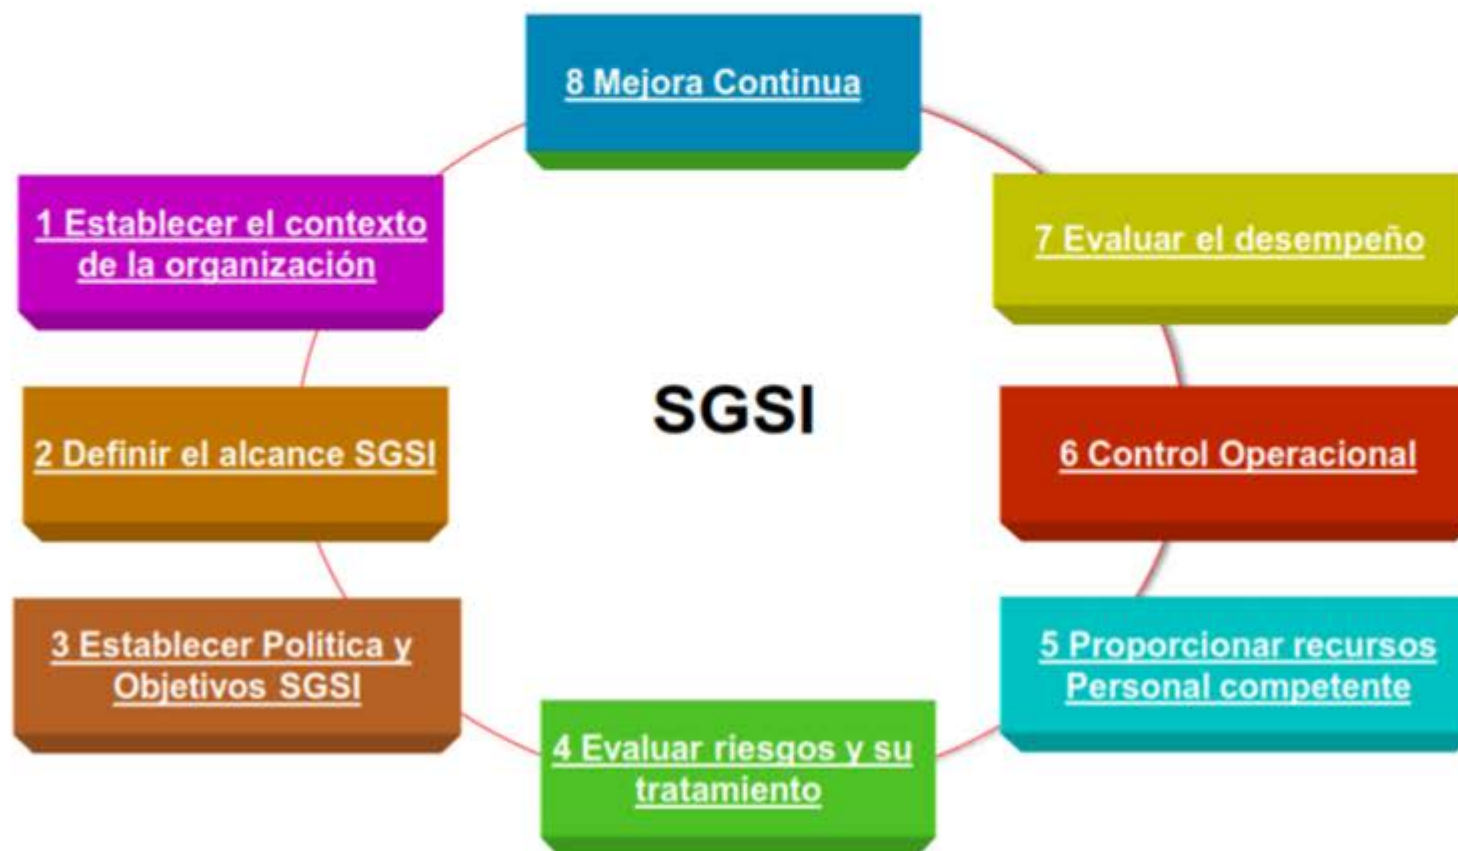 8 Mejora Continua
1 Establecer el contexto
de la organización
7 Evaluar el desempeño
SGSI
2 Definir el alcance SGSI
6 Control Operacional
3 Establecer Política y
Objetivos SGSI
5 Proporcionar recursos
Personal competente
4 Evaluar riesgos y su
tratamiento